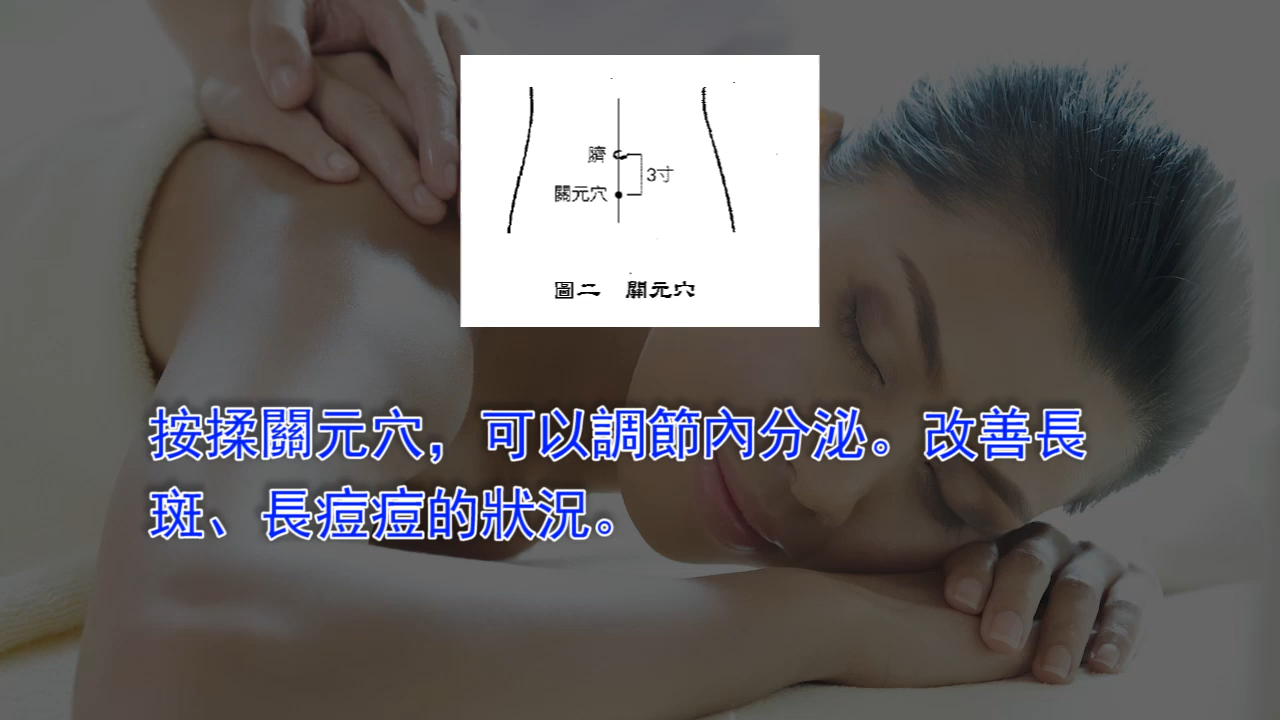 臍
3寸
關元穴
圖二 關元穴
按揉關元穴，可以調節內分泌。改善長
斑、長痘痘的狀況。